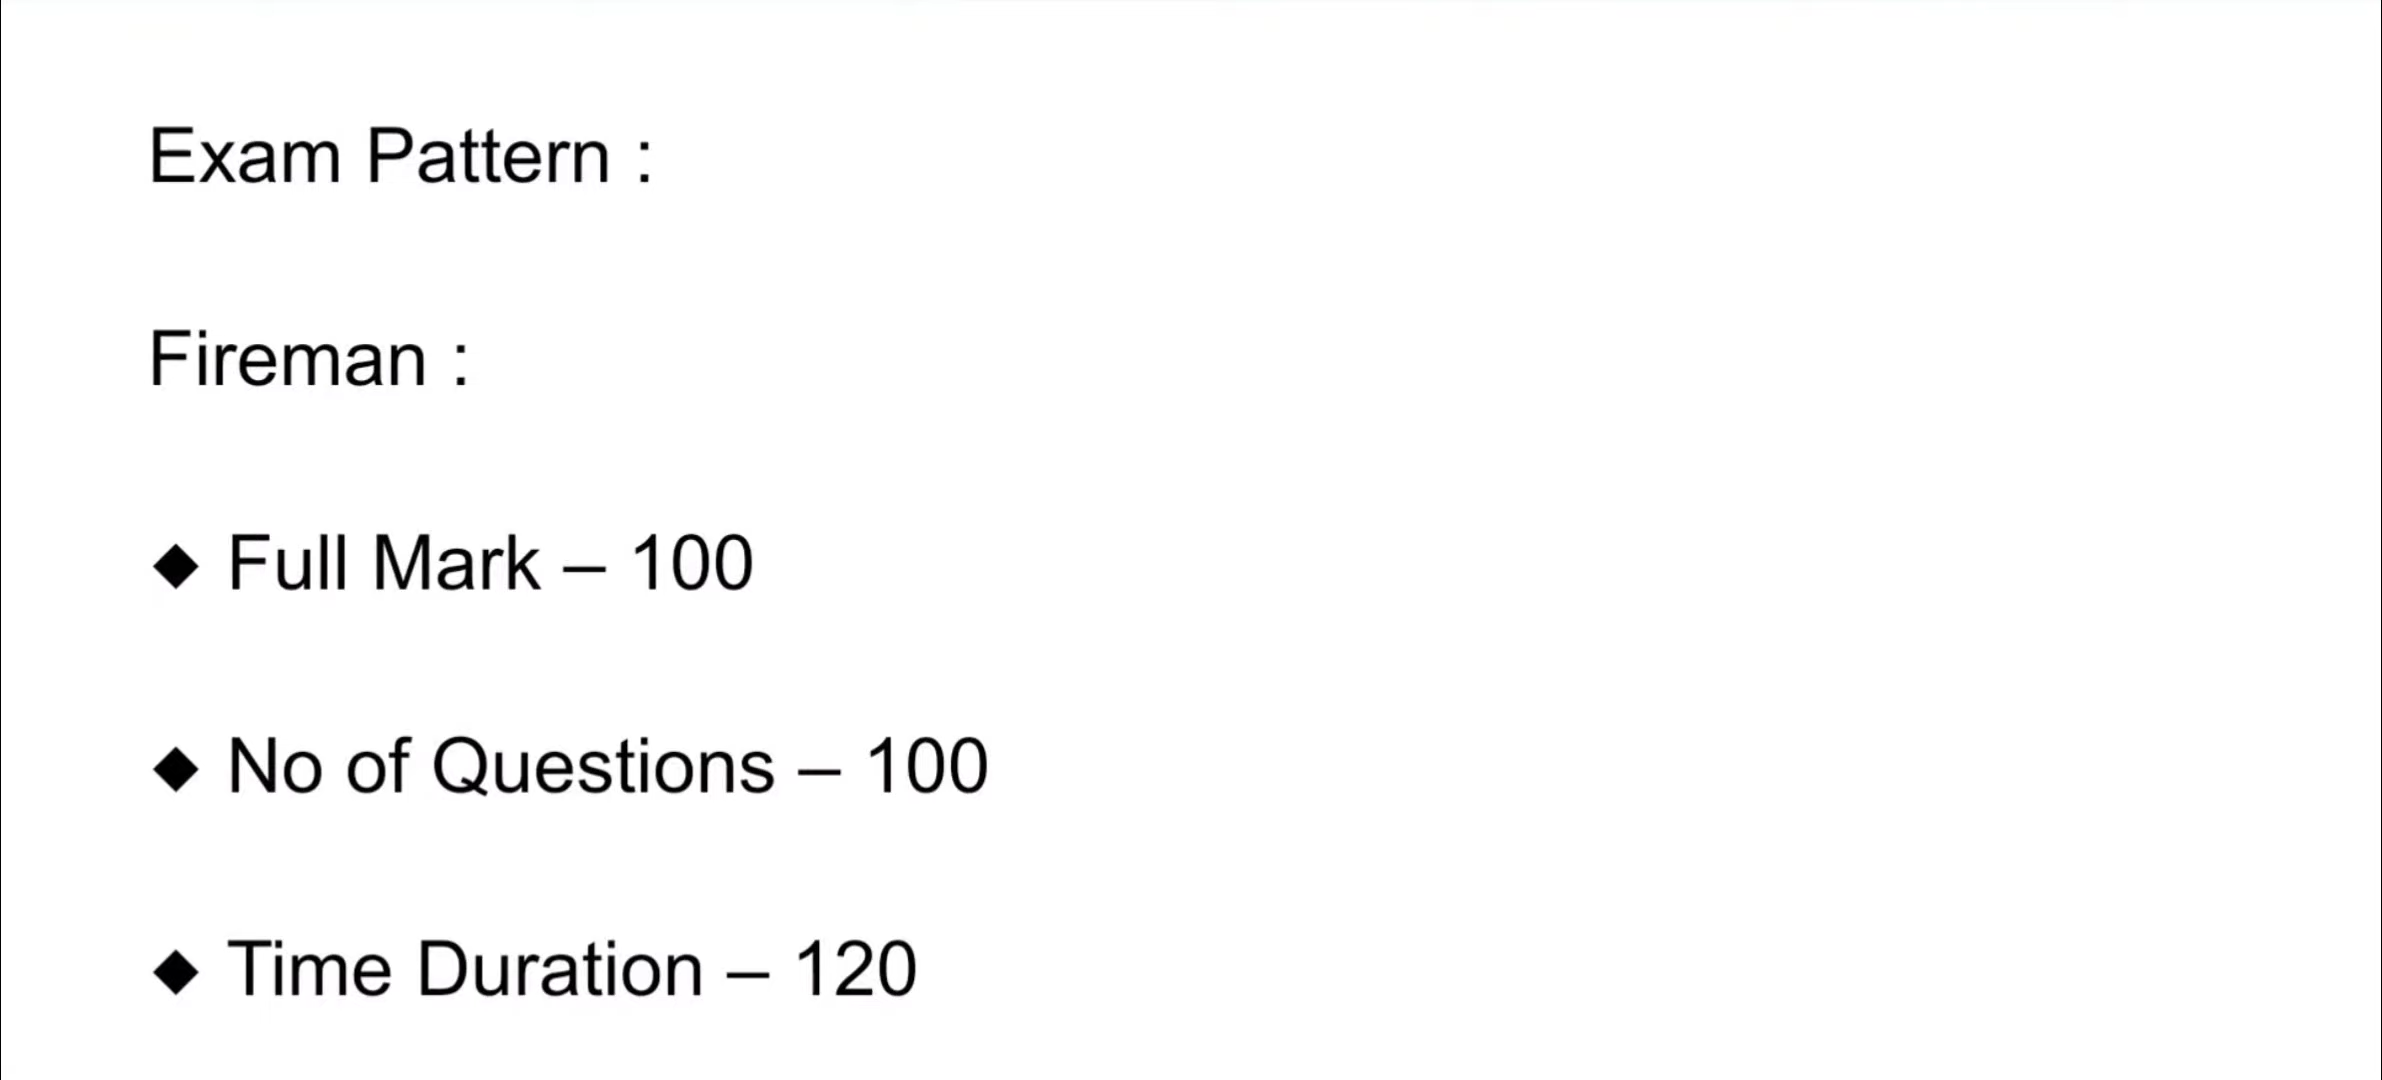 Exam Pattern :
Fireman :
◆ Full Mark – 100
◆ No of Questions – 100
◆ Time Duration – 120